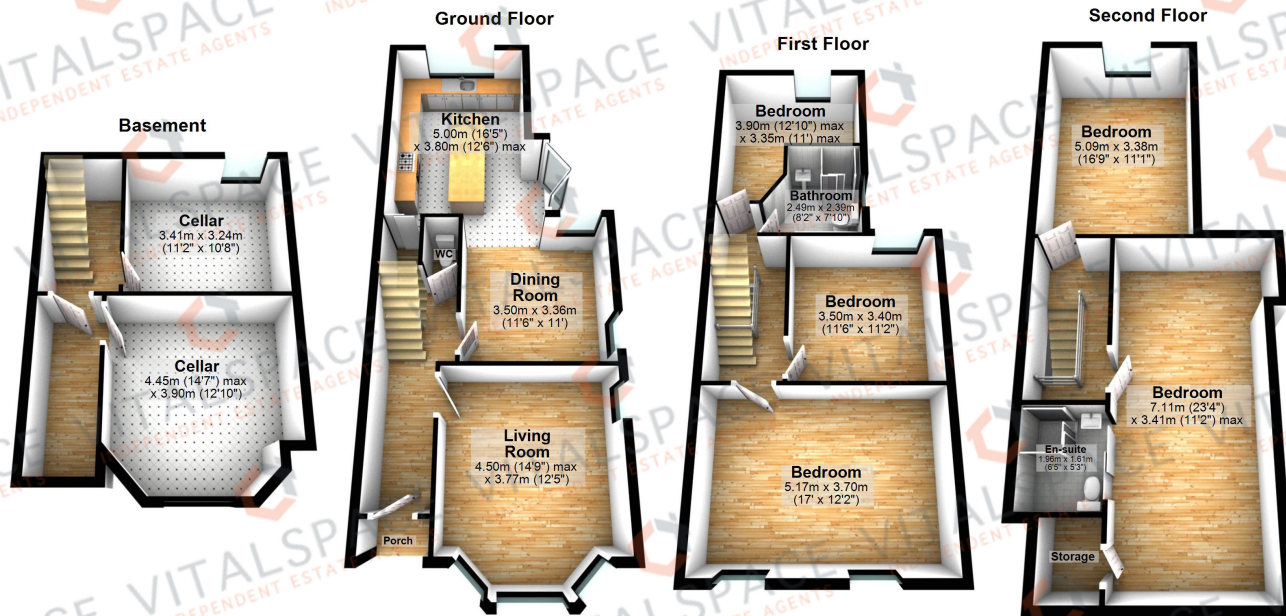 Basement
Cellar
3.41m x 3.24m
(11'2" x 10'8")
Cellar
4.45m (14'7") max
x 3.90m (12'10")
Ground Floor
Kitchen
5.00m (16'5")
x 3.80m (12'6") max
WC
Dining
Room
3.50m x 3.36m
(11'6" x 11')
Living
Room
4.50m (14'9") max
x 3.77m (12'5")
Porch
First Floor
Bedroom
3.90m (12'10") max
x 3.35m (11') max
Bathroom
2.49m x 2.39m
(8'2" x 7'10")
Bedroom
3.50m x 3.40m
(11'6" x 11'2")
Bedroom
5.17m x 3.70m
(17' x 12'2")
Second Floor
Bedroom
5.09m x 3.38m
(16'9" x 11'1")
Bedroom
7.11m (23'4")
x 3.41m (11'2") max
En-suite
1.96m x 1.61m
(6'5" x 5'3")
Storage
VITALSPACE
INDEPENDENT ESTATE AGENTS